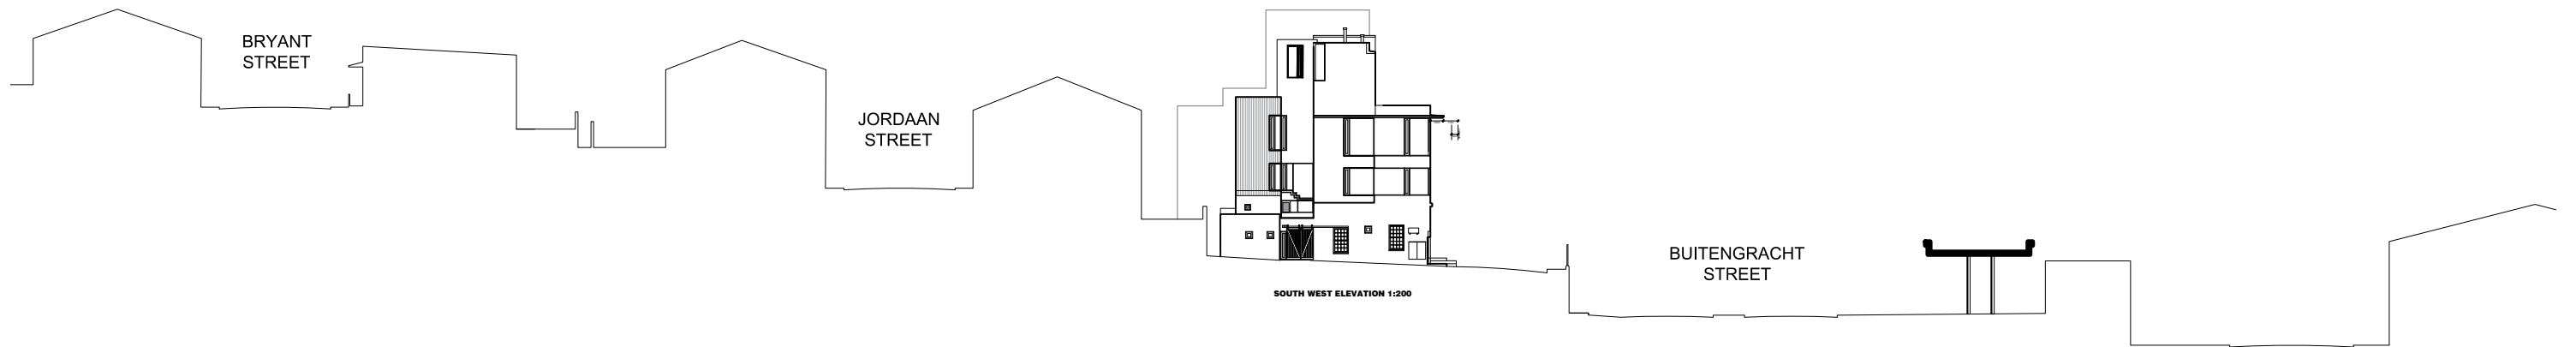 BRYANT
STREET
JORDAAN
STREET
SOUTH WEST ELEVATION 1:200
BUITENGRACHT
STREET